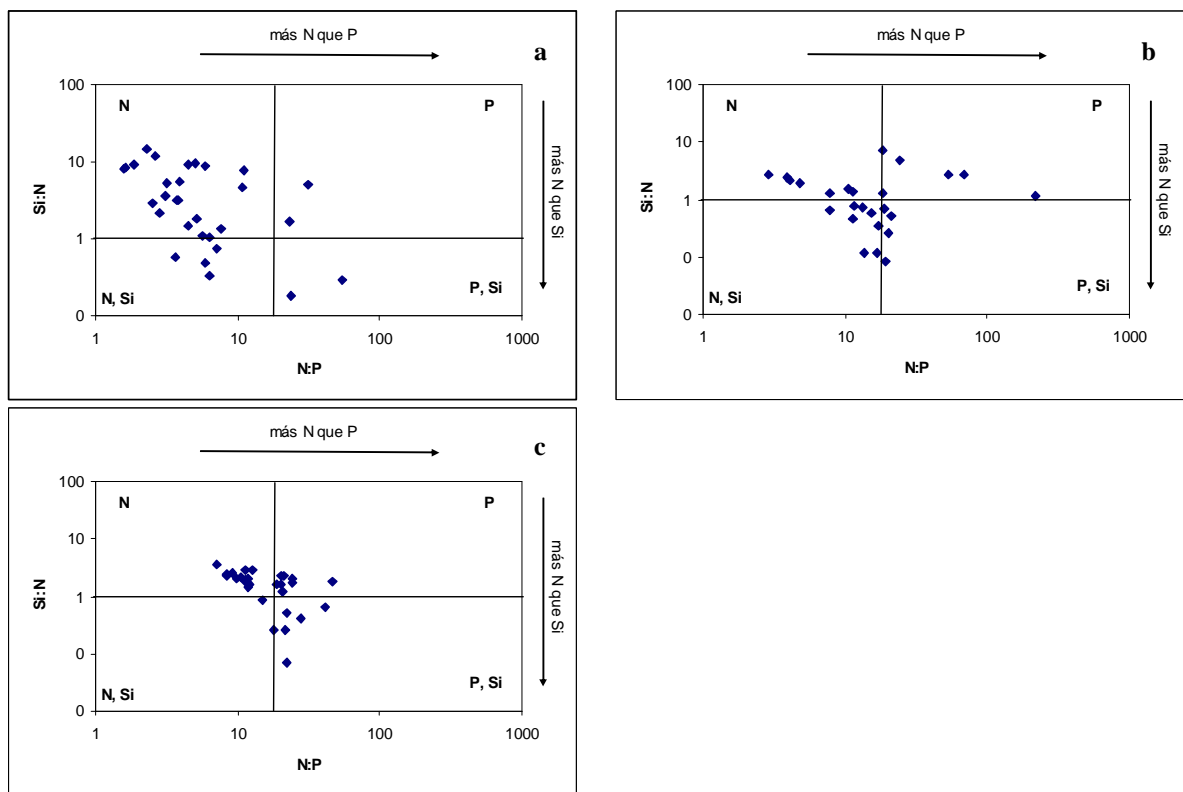 más N que P
a
100
10
1
0
Si:N
N
P
N, Si
P, Si
más N que Si
1
10
100
1000
N:P
más N que P
b
100
10
1
0
0
Si:N
N
P
N, Si
P, Si
más N que Si
1
10
100
1000
N:P
más N que P
c
100
10
1
0
0
Si:N
N
P
N, Si
P, Si
más N que Si
1
10
100
1000
N:P